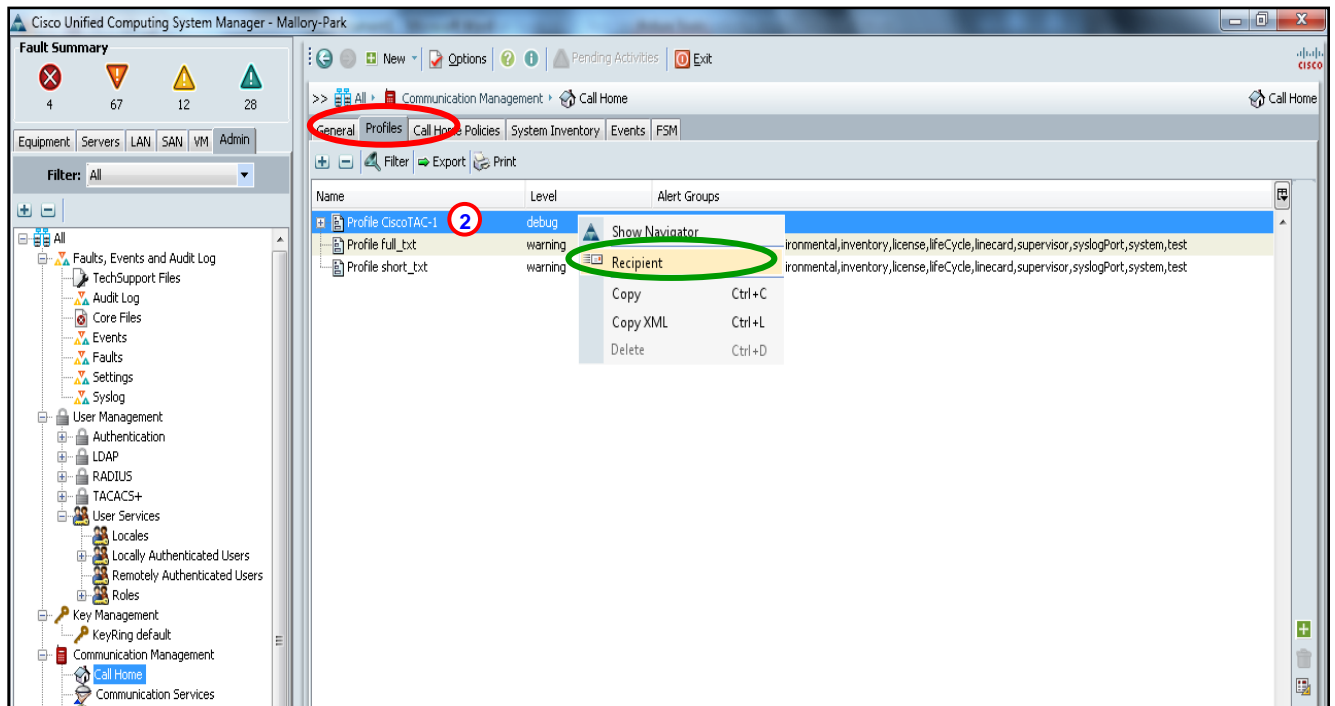 Cisco Unified Computing System Manager - Mallory-Park
Fault Summary
4 67 12 28
Equipment Servers LAN SAN VM Admin
Filter: All
All
Faults, Events and Audit Log
TechSupport Files
Audit Log
Core Files
Events
Faults
Settings
Syslog
User Management
Authentication
LDAP
RADIUS
TACACS+
User Services
Locales
Locally Authenticated Users
Remotely Authenticated Users
Roles
Key Management
KeyRing default
Communication Management
Call Home
Communication Services
New Options Pending Activities Exit
CISCO
>> All Communication Management Call Home Call Home
General Profiles Call Home Policies System Inventory Events FSM
Filter Export Print
Name Level Alert Groups
Profile CiscoTAC-1 2 debug
Profile full_txt warning ironmental,inventory,license,lifeCycle,linecard,supervisor,syslogPort,system,test
Profile short_txt warning ironmental,inventory,license,lifeCycle,linecard,supervisor,syslogPort,system,test
Show Navigator
Recipient
Copy Ctrl+C
Copy XML Ctrl+L
Delete Ctrl+D